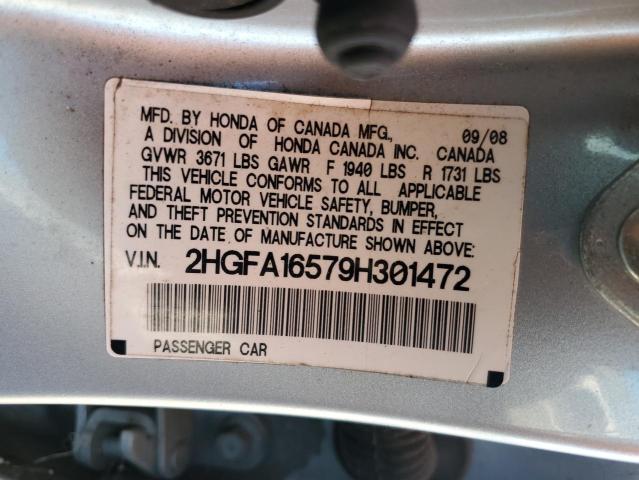 MFD. BY HONDA OF CANADA MFG., 09/08
A DIVISION OF HONDA CANADA INC. CANADA
GVWR 3671 LBS GAWR F 1940 LBS R 1731 LBS
THIS VEHICLE CONFORMS TO ALL APPLICABLE
FEDERAL MOTOR VEHICLE SAFETY, BUMPER,
AND THEFT PREVENTION STANDARDS IN EFFECT
ON THE DATE OF MANUFACTURE SHOWN ABOVE:
V.I.N. 2HGFA16579H301472
PASSENGER CAR